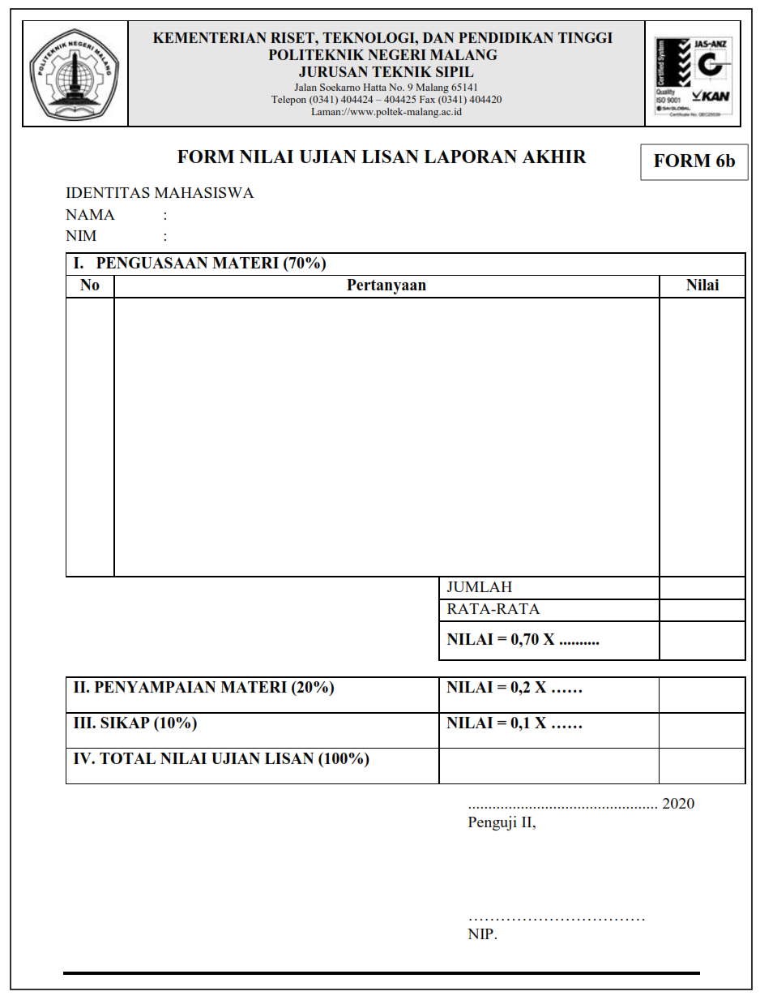 POLITEKNIK NEGERI MALANG
KEMENTERIAN RISET, TEKNOLOGI, DAN PENDIDIKAN TINGGI
POLITEKNIK NEGERI MALANG
JURUSAN TEKNIK SIPIL
Jalan Soekarno Hatta No. 9 Malang 65141
Telepon (0341) 404424 – 404425 Fax (0341) 404420
Laman://www.poltek-malang.ac.id
Certified System
JAS-ANZ
Quality
ISO 9001
KAN
SAI GLOBAL
Certificate No. QEC25539
FORM NILAI UJIAN LISAN LAPORAN AKHIR
FORM 6b
IDENTITAS MAHASISWA
NAMA :
NIM :
I. PENGUASAAN MATERI (70%)
No Pertanyaan Nilai
JUMLAH
RATA-RATA
NILAI = 0,70 X ..........
II. PENYAMPAIAN MATERI (20%) NILAI = 0,2 X ……
III. SIKAP (10%) NILAI = 0,1 X ……
IV. TOTAL NILAI UJIAN LISAN (100%)
............................................... 2020
Penguji II,
……………………………
NIP.